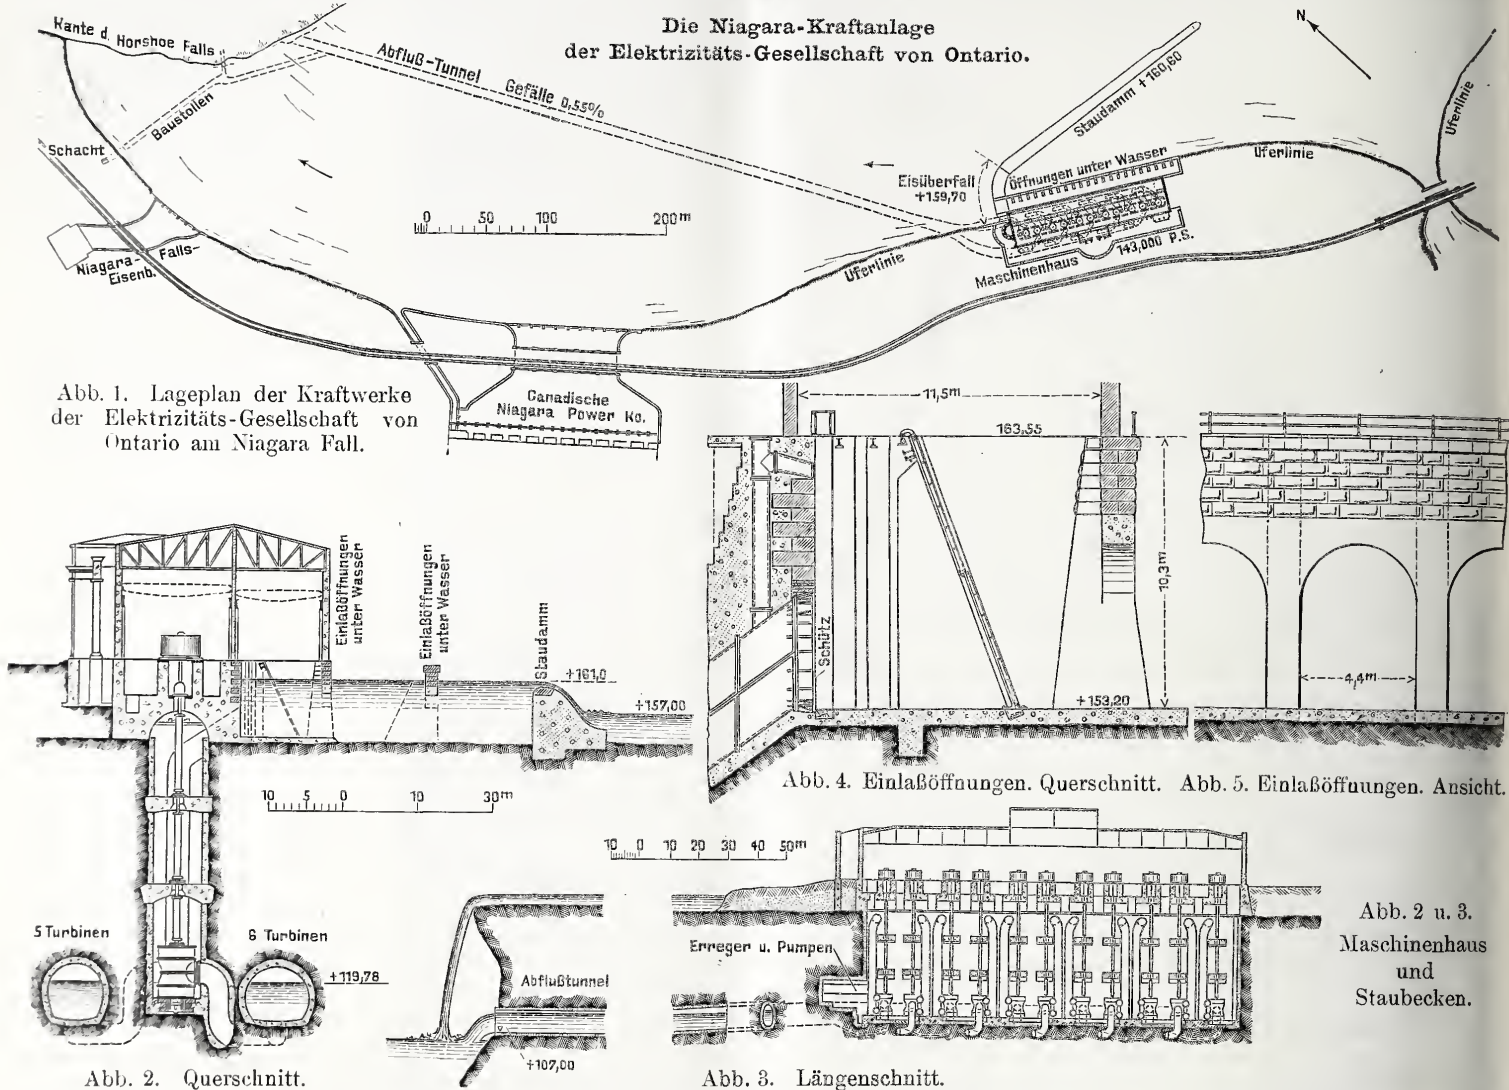 Die Niagara-Kraftanlage
der Elektrizitäts-Gesellschaft von Ontario.
Kante d. Horshoe Falls
Abfluß-Tunnel
Gefälle 0,55%
Baustollen
Schacht
N
Staudamm +160,60
Uferlinie
Öffnungen unter Wasser
Uferlinie
Eisüberfall
+159,70
0 50 100 200m
Niagara-Falls-
Eisenb.
Uferlinie
Maschinenhaus
143,000 P.S.
Canadische
Niagara Power Ko.
Abb. 1. Lageplan der Kraftwerke
der Elektrizitäts-Gesellschaft von
Ontario am Niagara Fall.
11,5m
163,55
10,3m
Schütz
+153,20
4,4m
Abb. 4. Einlaßöffnungen. Querschnitt.
Abb. 5. Einlaßöffnungen. Ansicht.
Einlaßöffnungen
unter Wasser
Einlaßöffnungen
unter Wasser
Staudamm
+161,0
+157,00
10 5 0 10 30m
5 Turbinen
6 Turbinen
+119,78
Abb. 2. Querschnitt.
10 0 10 20 30 40 50m
Erreger u. Pumpen
Abflußtunnel
+107,00
Abb. 3. Längenschnitt.
Abb. 2 u. 3.
Maschinenhaus
und
Staubecken.